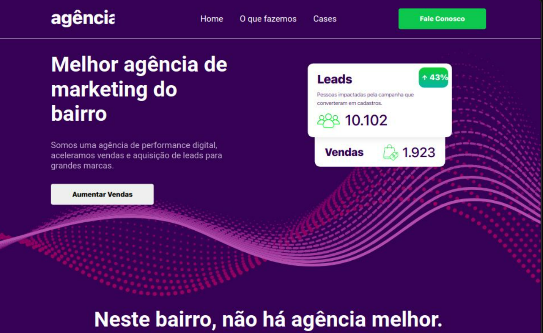 agência
Home O que fazemos Cases
Fale Conosco
Melhor agência de
marketing do
bairro
Somos uma agência de performance digital,
aceleramos vendas e aquisição de leads para
grandes marcas.
Aumentar Vendas
Leads
↑ 43%
Pessoas impactadas pela campanha que
converteram em cadastros.
10.102
Vendas 1.923
Neste bairro, não há agência melhor.